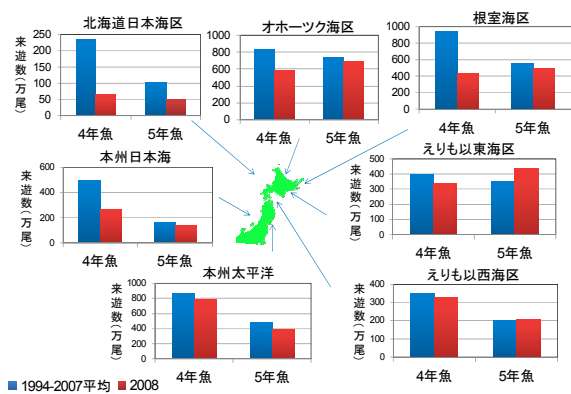 北海道日本海区
来遊数(万尾)
250
200
150
100
50
0
4年魚
5年魚
オホーツク海区
1000
800
600
400
200
0
4年魚
5年魚
根室海区
来遊数(万尾)
1000
800
600
400
200
0
4年魚
5年魚
本州日本海
来遊数(万尾)
600
400
200
0
4年魚
5年魚
えりも以東海区
来遊数(万尾)
500
400
300
200
100
0
4年魚
5年魚
本州太平洋
来遊数(万尾)
1000
800
600
400
200
0
4年魚
5年魚
えりも以西海区
来遊数(万尾)
400
300
200
100
0
4年魚
5年魚
1994-2007平均
2008